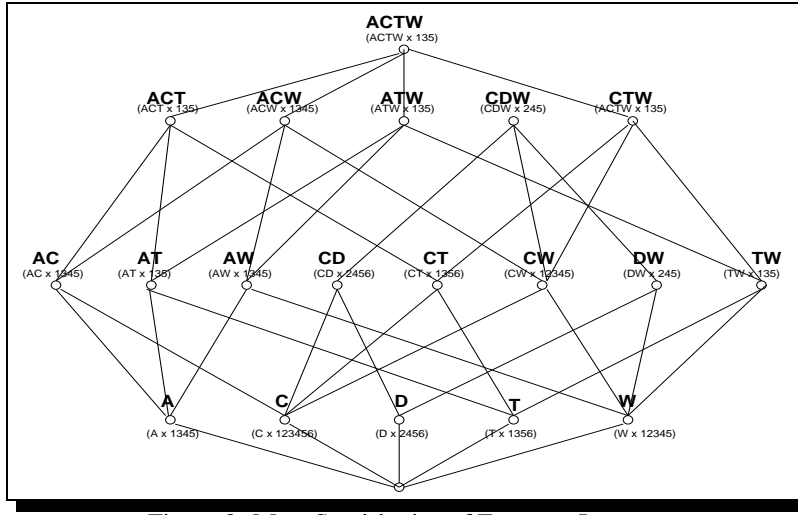 ACTW
(ACTW x 135)
ACT ACW ATW CDW CTW
(ACT x 135) (ACW x 1345) (ATW x 135) (CDW x 245) (ACTW x 135)
AC AT AW CD CT CW DW TW
(AC x 1345) (AT x 135) (AW x 1345) (CD x 2456) (CT x 1356) (CW x 12345) (DW x 245) (TW x 135)
A C D T W
(A x 1345) (C x 123456) (D x 2456) (T x 1356) (W x 12345)